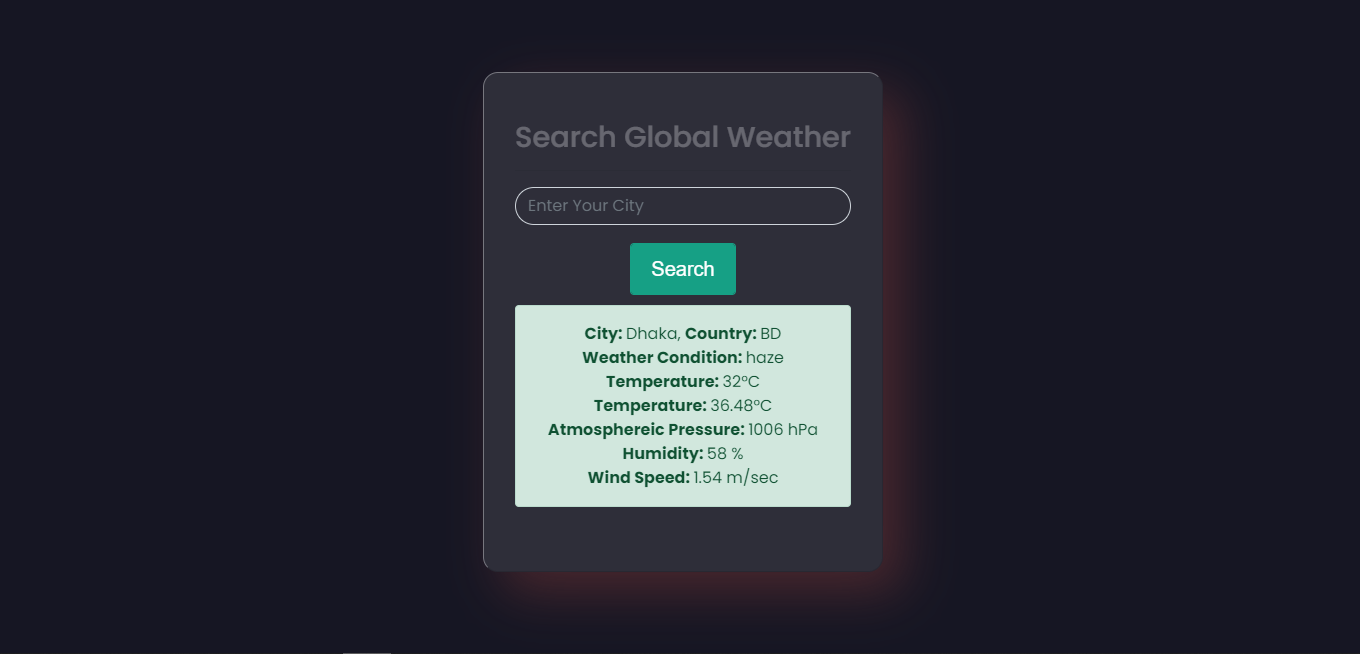 Search Global Weather
Enter Your City
Search
City: Dhaka, Country: BD
Weather Condition: haze
Temperature: 32°C
Temperature: 36.48°C
Atmosphereic Pressure: 1006 hPa
Humidity: 58 %
Wind Speed: 1.54 m/sec